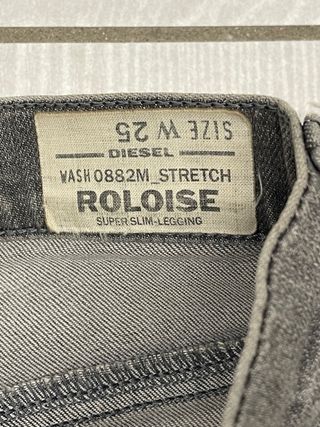 SIZE W 25
DIESEL
WASH 0882M_STRETCH
ROLOISE
SUPER SLIM-LEGGING